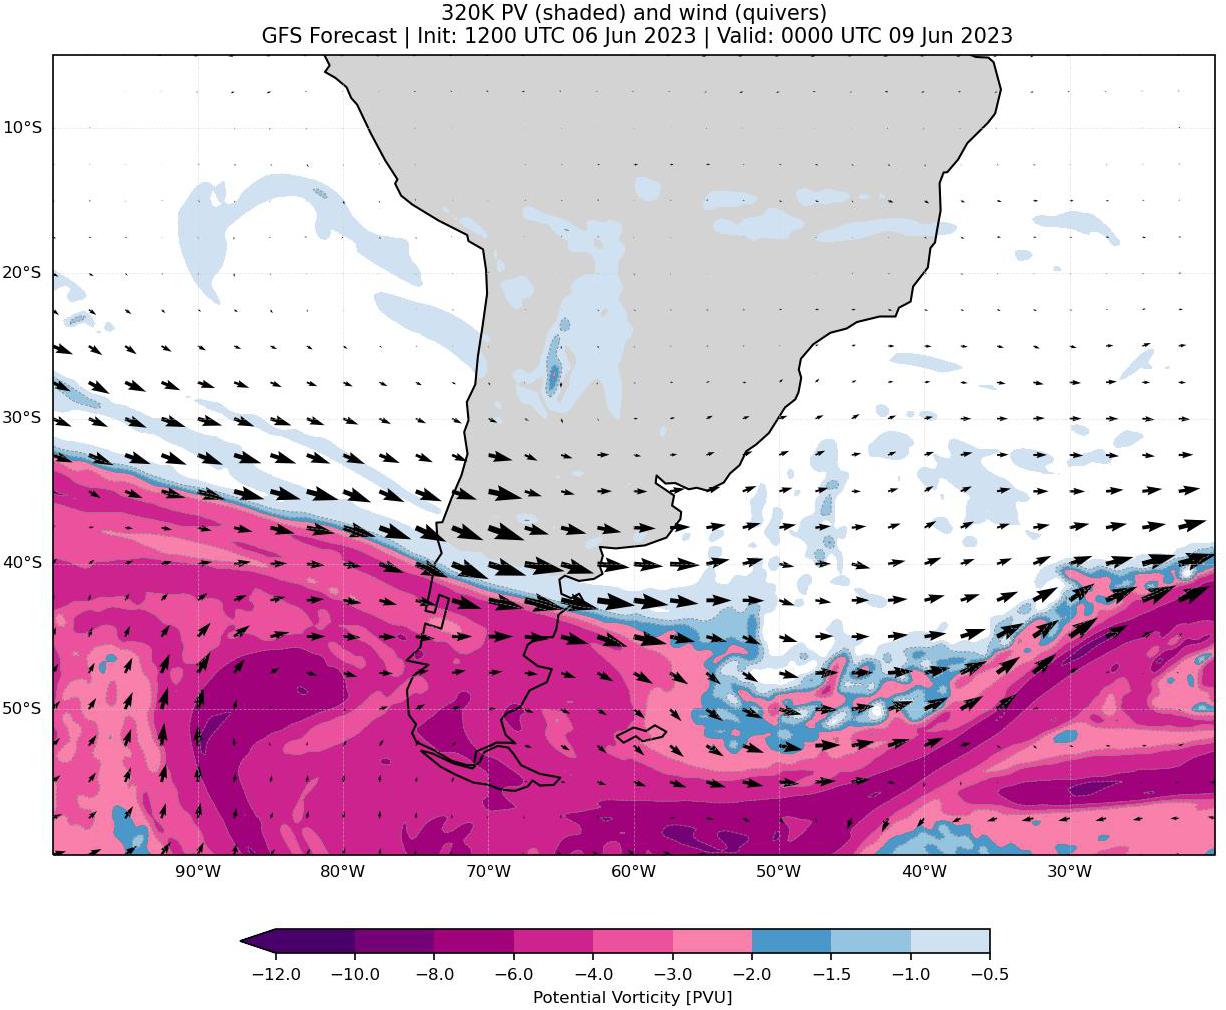 320K PV (shaded) and wind (quivers)
GFS Forecast | Init: 1200 UTC 06 Jun 2023 | Valid: 0000 UTC 09 Jun 2023
10°S
20°S
30°S
40°S
50°S
90°W 80°W 70°W 60°W 50°W 40°W 30°W
−12.0 −10.0 −8.0 −6.0 −4.0 −3.0 −2.0 −1.5 −1.0 −0.5
Potential Vorticity [PVU]